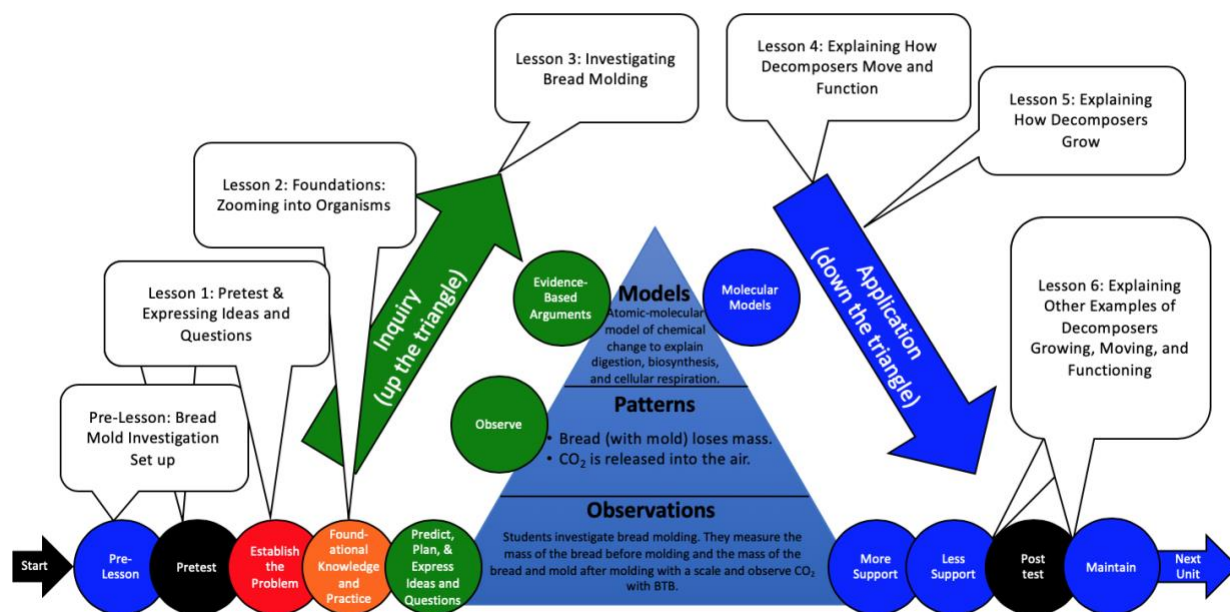 Lesson 3: Investigating
Bread Molding
Lesson 4: Explaining How
Decomposers Move and
Function
Lesson 5: Explaining
How Decomposers
Grow
Lesson 2: Foundations:
Zooming into Organisms
Lesson 1: Pretest &
Expressing Ideas and
Questions
Pre-Lesson: Bread
Mold Investigation
Set up
Inquiry
(up the triangle)
Evidence-
Based
Arguments
Observe
Models
Atomic-molecular
model of chemical
change to explain
digestion, biosynthesis,
and cellular respiration.
Patterns
• Bread (with mold) loses mass.
• CO₂ is released into the air.
Observations
Students investigate bread molding. They measure the
mass of the bread before molding and the mass of the
bread and mold after molding with a scale and observe CO₂
with BTB.
Molecular
Models
Application
(down the triangle)
Lesson 6: Explaining
Other Examples of
Decomposers
Growing, Moving, and
Functioning
Start
Pre-
Lesson
Pretest
Establish
the
Problem
Found-
ational
Knowledge
and
Practice
Predict,
Plan, &
Express
Ideas and
Questions
More
Support
Less
Support
Post
test
Maintain
Next
Unit